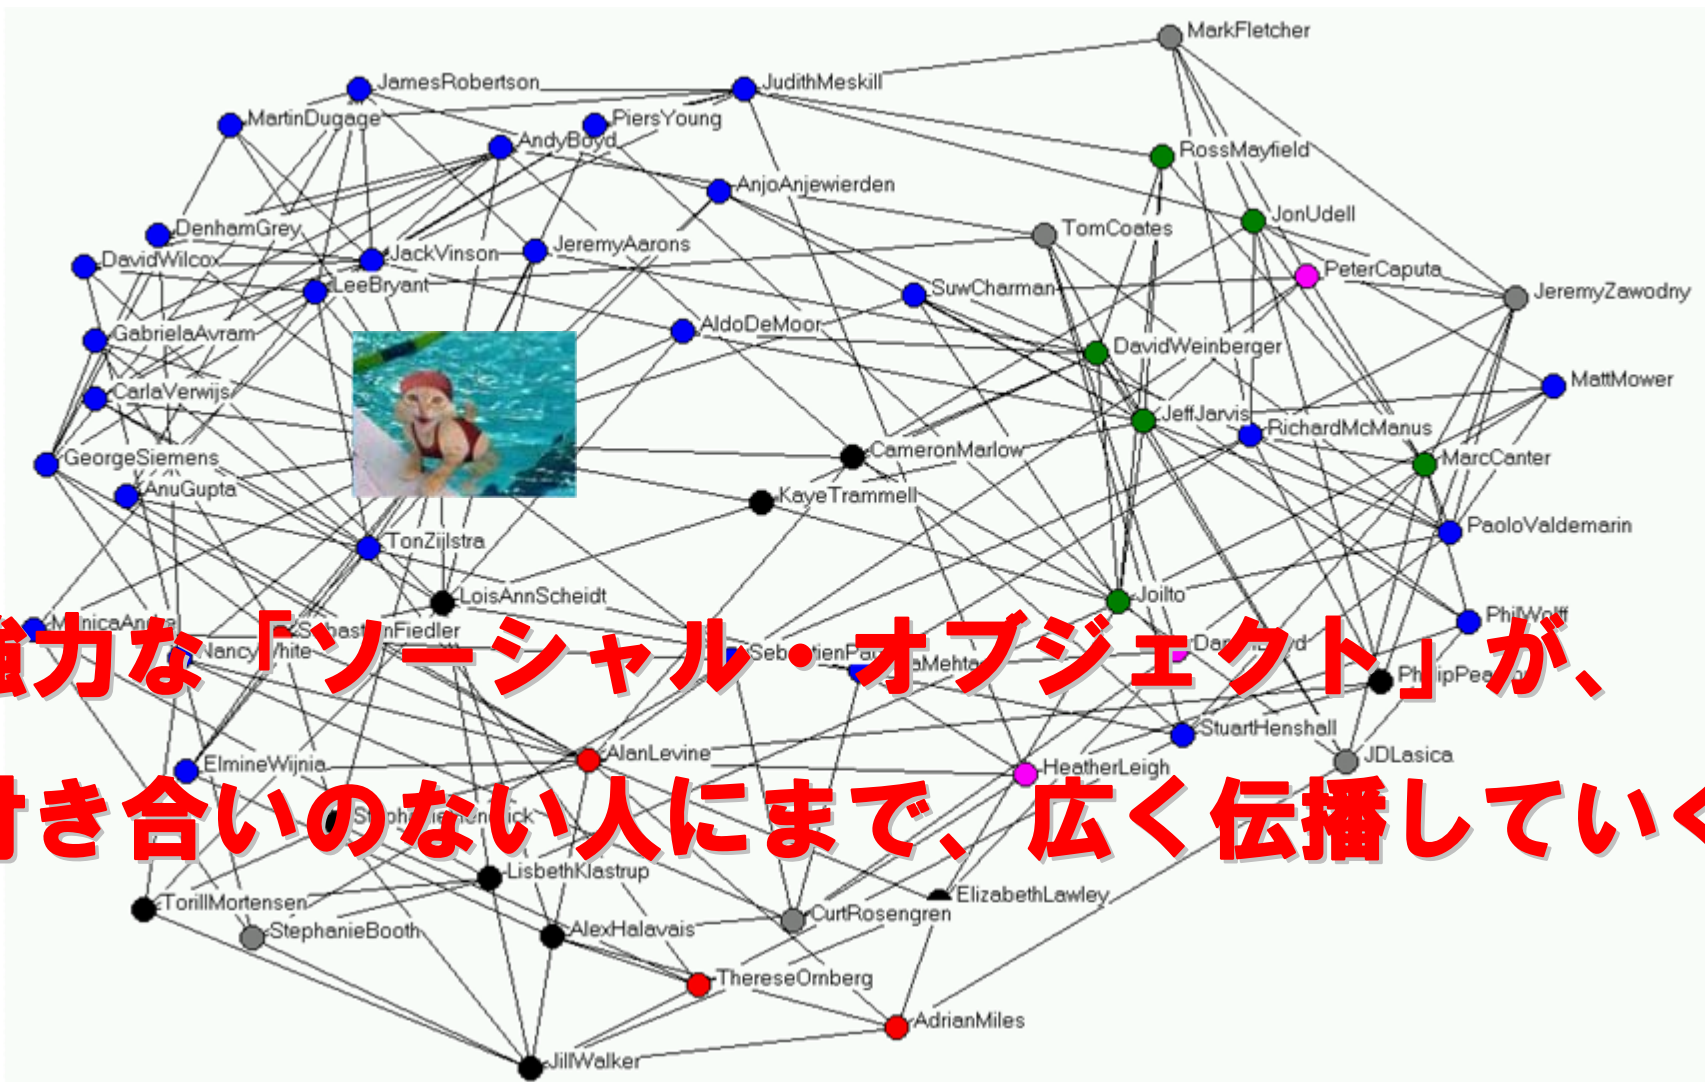 MarkFletcher
JamesRobertson
JudithMeskill
MartinDugage
PiersYoung
AndyBoyd
RossMayfield
AnjoAnjewierden
JonUdell
DenhamGrey
TomCoates
JackVinson
JeremyAarons
DavidWilcox
PeterCaputa
LeeBryant
SuwCharman
JeremyZawodny
GabrielaAvram
AldoDeMoor
DavidWeinberger
CarlaVerwijs
MattMower
JeffJarvis
RichardMcManus
GeorgeSiemens
CameronMarlow
MarcCanter
AnuGupta
KayeTrammell
PaoloValdemarin
TonZijlstra
LoisAnnScheidt
JoiIto
PhilWolff
SebastianFiedler
NancyWhite
強力な「ソーシャル・オブジェクト」が、
StuartHenshall
AlanLevine
JDLasica
ElmineWijnia
HeatherLeigh
付き合いのない人にまで、広く伝播していく
LisbethKlastrup
TorillMortensen
ElizabethLawley
StephanieBooth
AlexHalavais
CurtRosengren
ThereseOrnberg
AdrianMiles
JillWalker